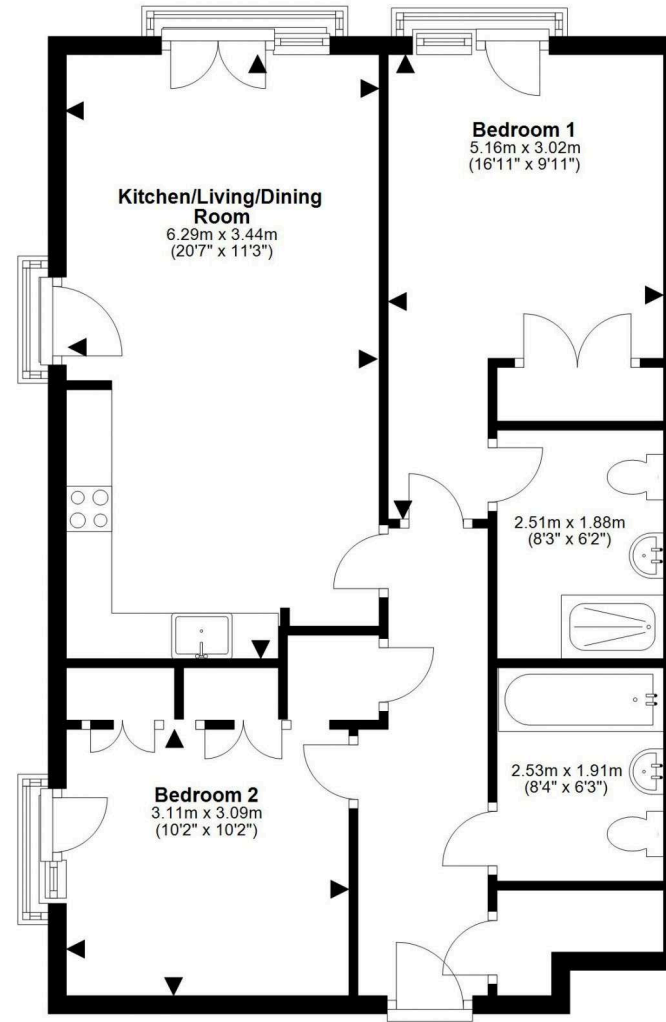 Kitchen/Living/Dining
Room
6.29m x 3.44m
(20'7" x 11'3")
Bedroom 1
5.16m x 3.02m
(16'11" x 9'11")
2.51m x 1.88m
(8'3" x 6'2")
2.53m x 1.91m
(8'4" x 6'3")
Bedroom 2
3.11m x 3.09m
(10'2" x 10'2")